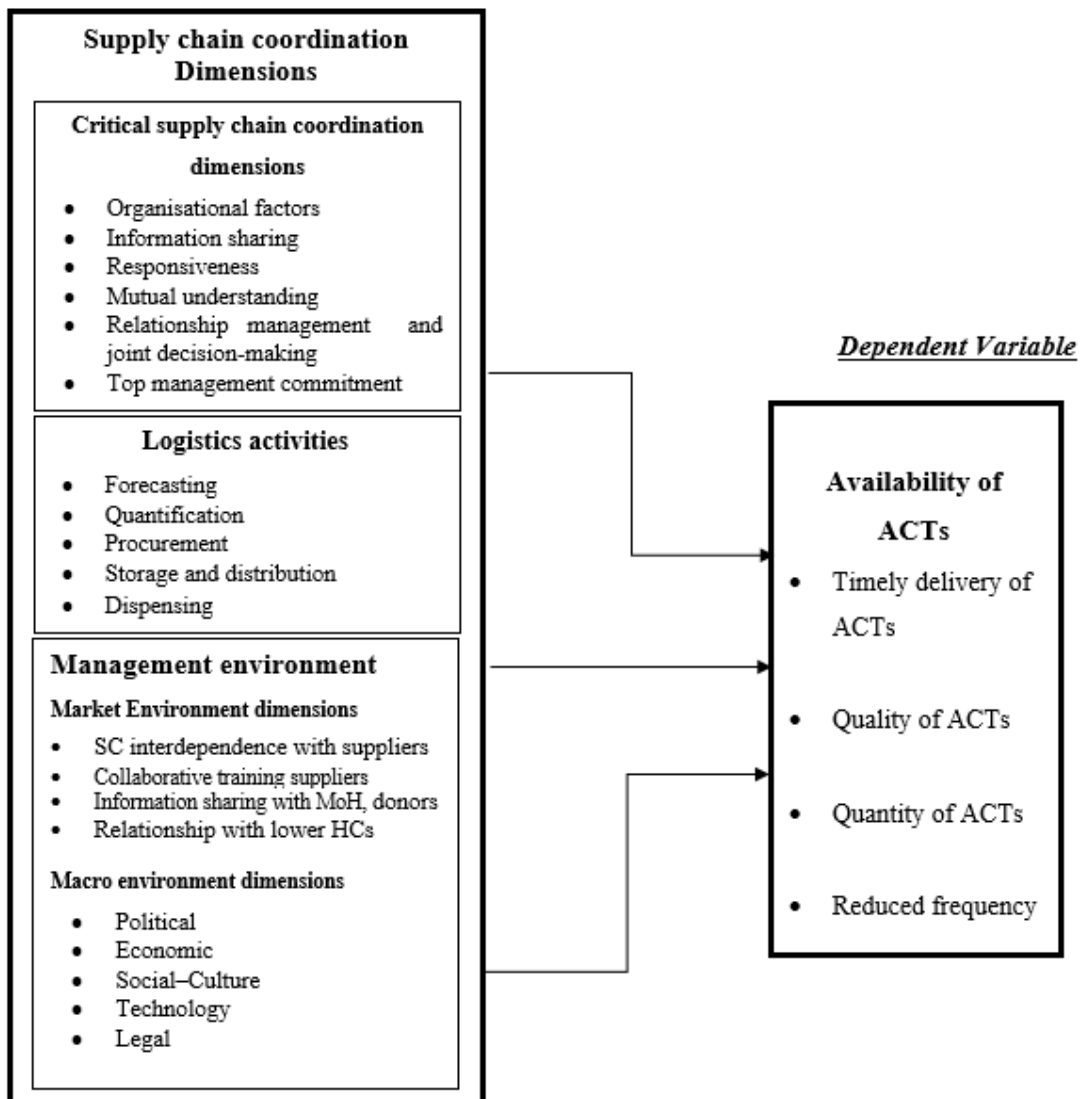 Supply chain coordination
Dimensions
Critical supply chain coordination
dimensions
● Organisational factors
● Information sharing
● Responsiveness
● Mutual understanding
● Relationship management and
joint decision-making
● Top management commitment
Logistics activities
● Forecasting
● Quantification
● Procurement
● Storage and distribution
● Dispensing
Management environment
Market Environment dimensions
• SC interdependence with suppliers
• Collaborative training suppliers
• Information sharing with MoH, donors
• Relationship with lower HCs
Macro environment dimensions
● Political
● Economic
● Social–Culture
● Technology
● Legal
Dependent Variable
Availability of
ACTs
● Timely delivery of
ACTs
● Quality of ACTs
● Quantity of ACTs
● Reduced frequency